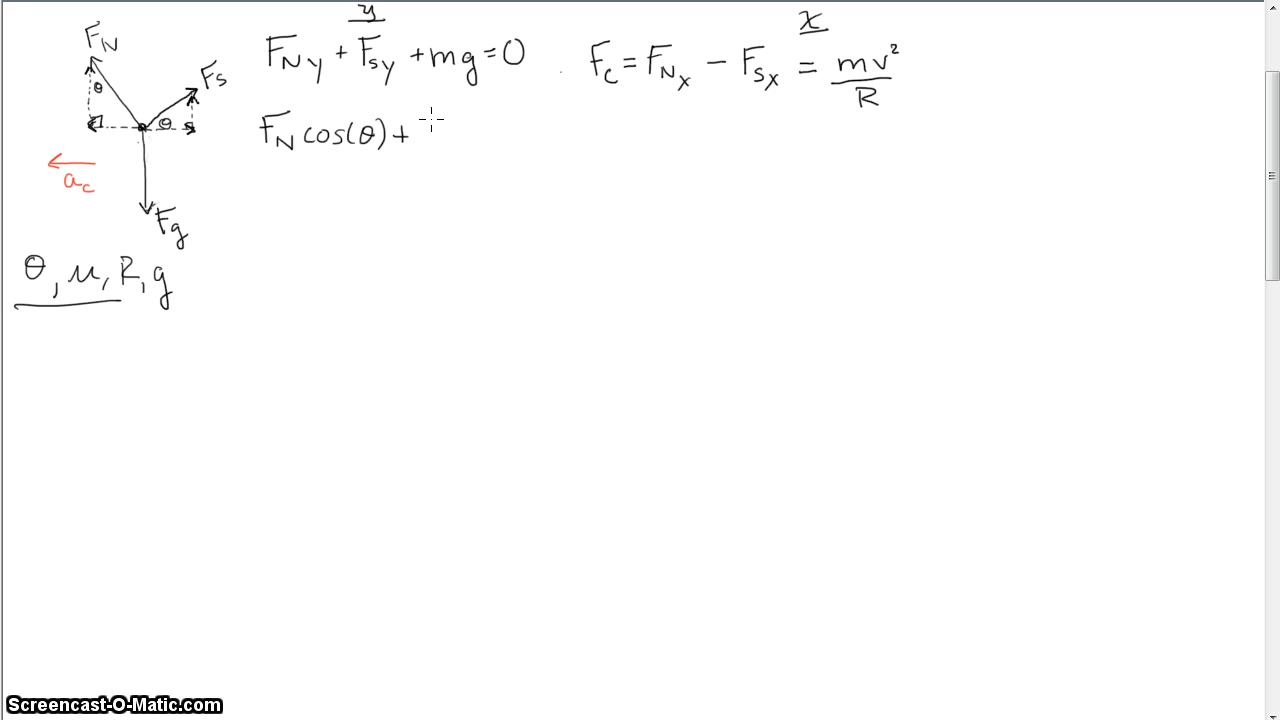 y
F_Ny + F_sy + mg = 0
x
F_c = F_Nx - F_Sx = mv²/R
F_N cos(θ) +
F_N
θ
F_S
θ
a_c
F_g
θ, μ, R, g
Screencast-O-Matic.com